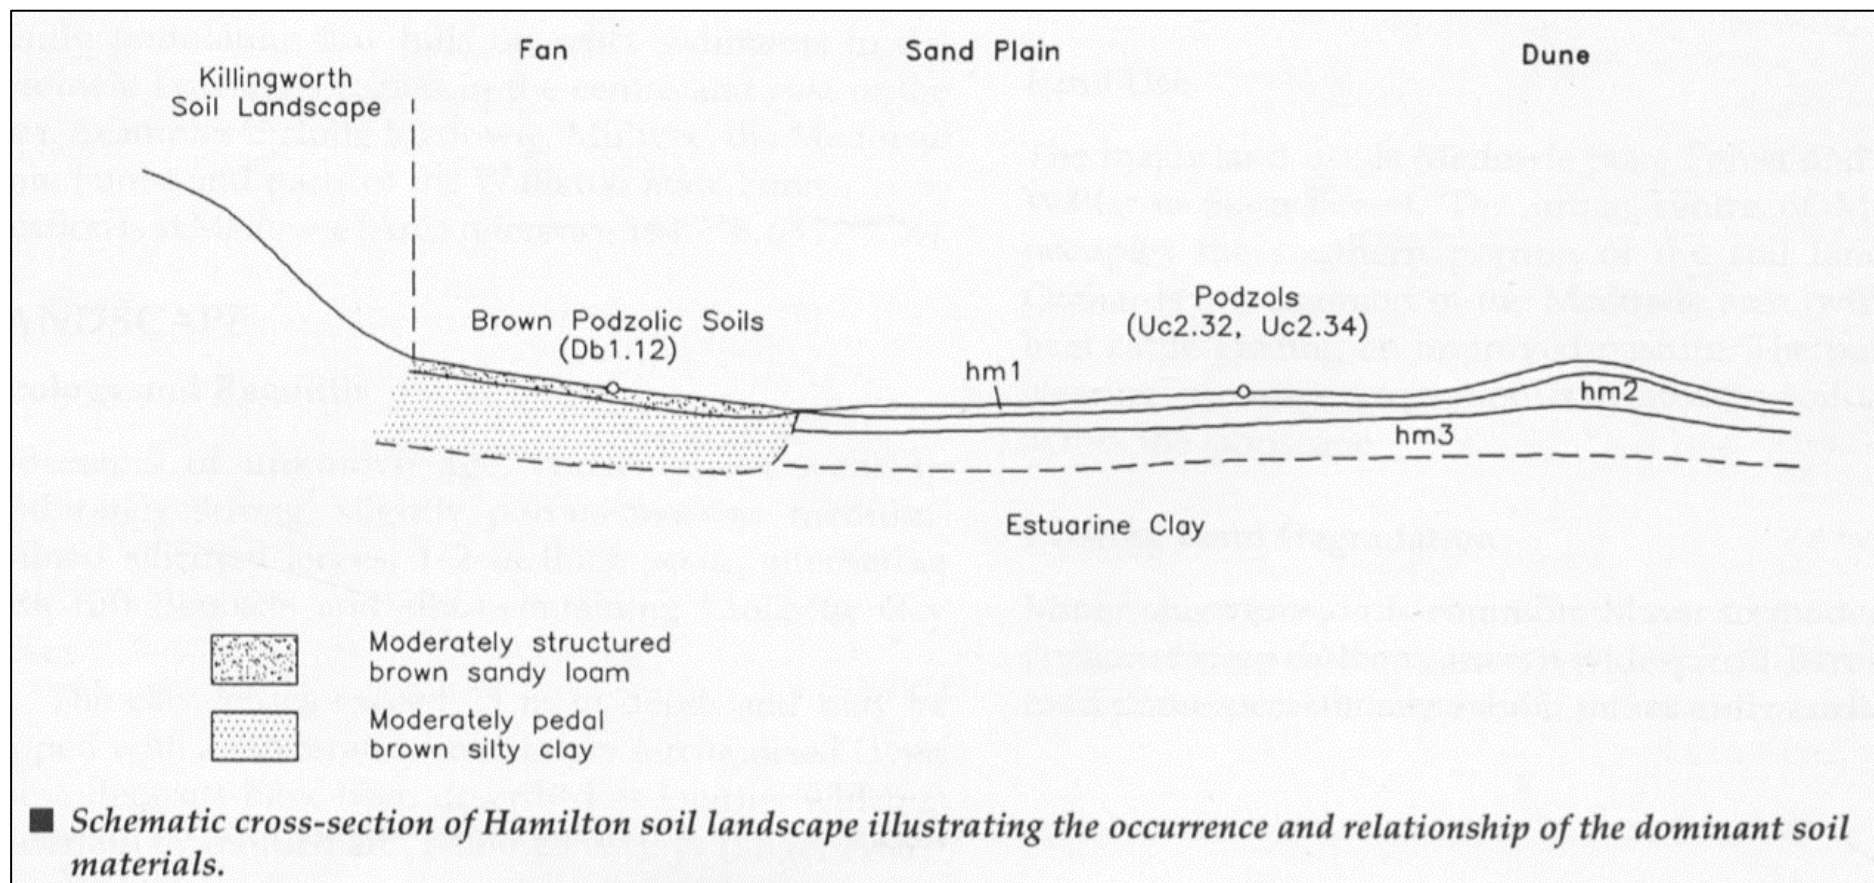 Fan
Sand Plain
Dune
Killingworth
Soil Landscape
Brown Podzolic Soils
(Db1.12)
Podzols
(Uc2.32, Uc2.34)
hm1
hm2
hm3
Estuarine Clay
Moderately structured
brown sandy loam
Moderately pedal
brown silty clay
■ Schematic cross-section of Hamilton soil landscape illustrating the occurrence and relationship of the dominant soil
materials.